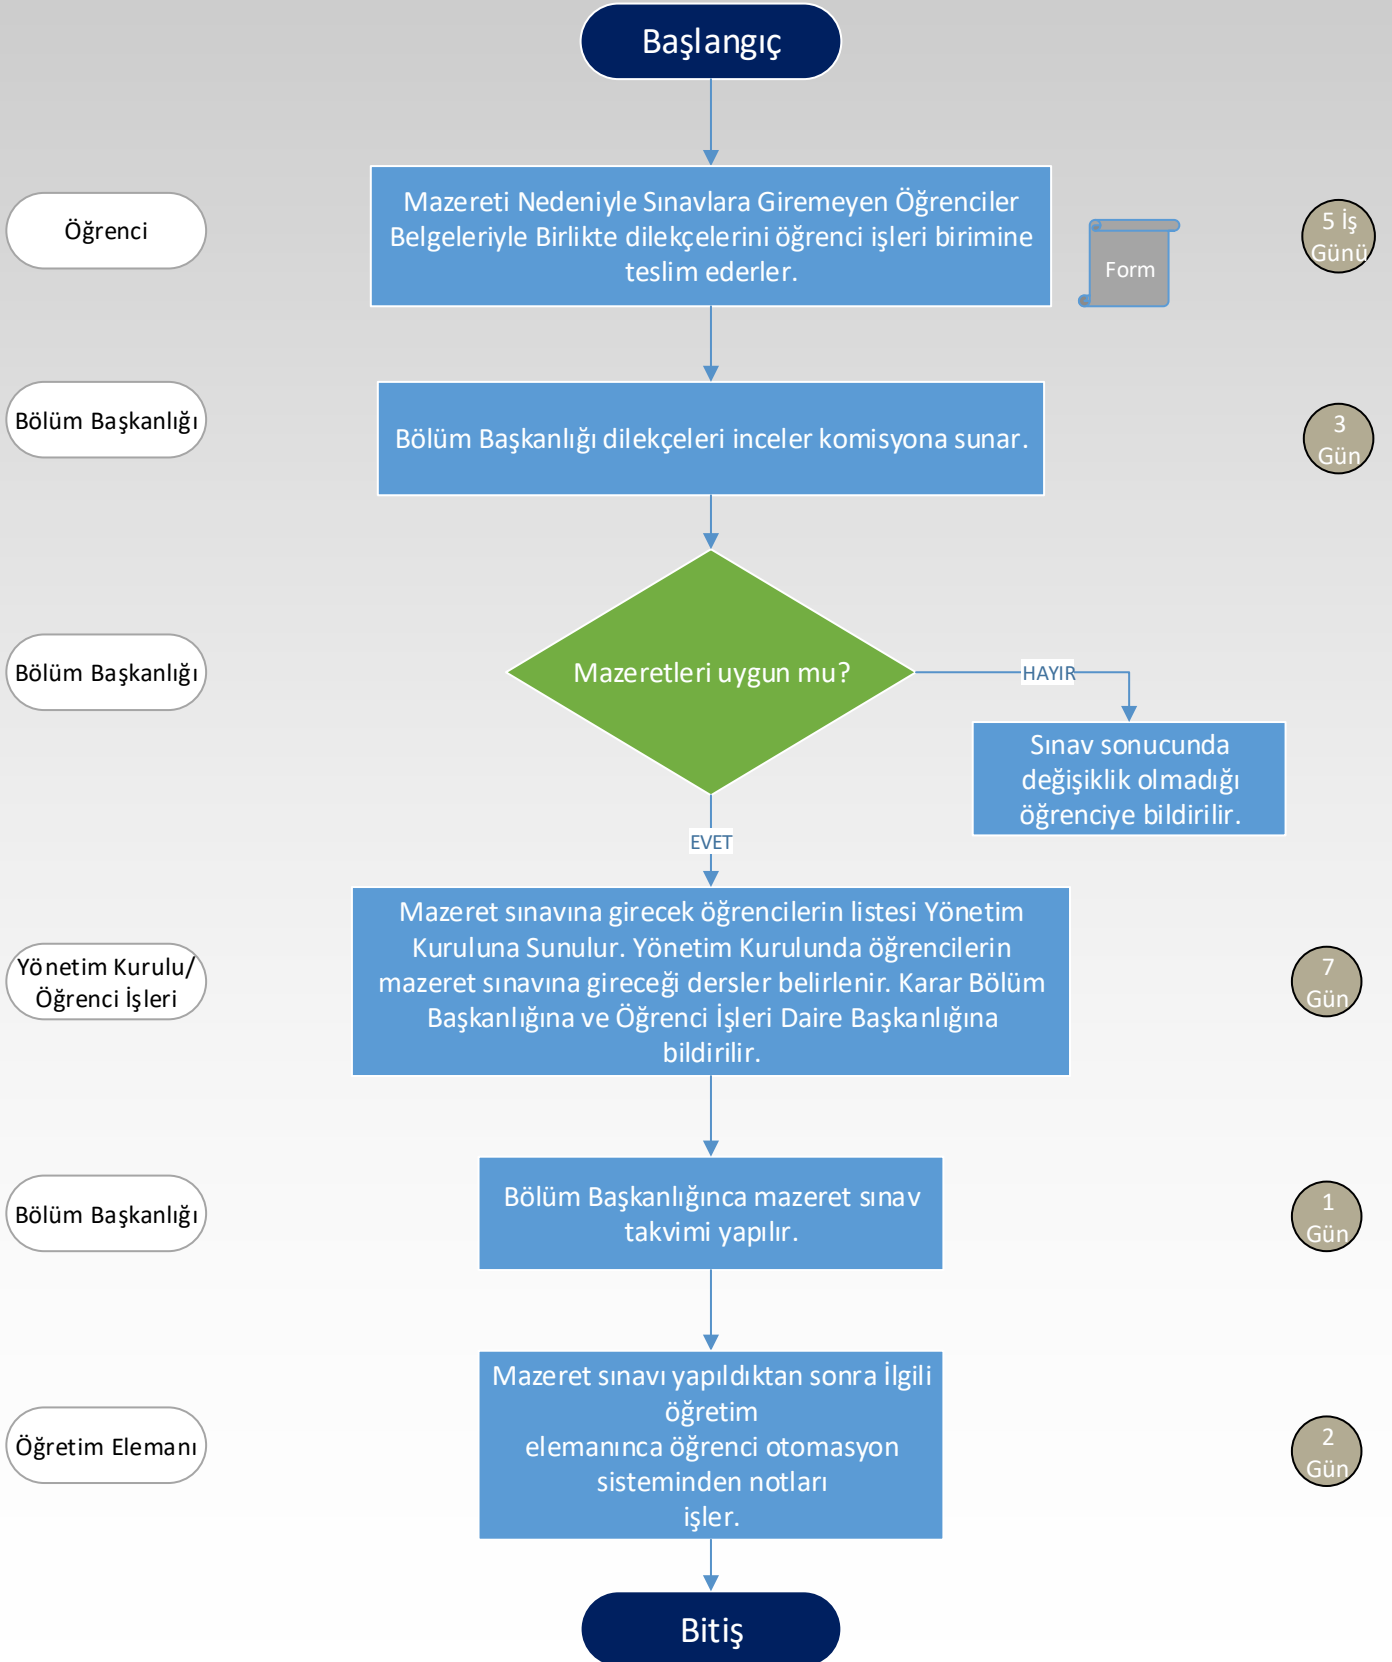 Başlangıç
Öğrenci
Mazereti Nedeniyle Sınavlara Giremeyen Öğrenciler
Belgeleriyle Birlikte dilekçelerini öğrenci işleri birimine
teslim ederler.
Form
5 İş
Günü
Bölüm Başkanlığı
Bölüm Başkanlığı dilekçeleri inceler komisyona sunar.
3
Gün
Bölüm Başkanlığı
Mazeretleri uygun mu?
HAYIR
Sınav sonucunda
değişiklik olmadığı
öğrenciye bildirilir.
EVET
Yönetim Kurulu/
Öğrenci İşleri
Mazeret sınavına girecek öğrencilerin listesi Yönetim
Kuruluna Sunulur. Yönetim Kurulunda öğrencilerin
mazeret sınavına gireceği dersler belirlenir. Karar Bölüm
Başkanlığına ve Öğrenci İşleri Daire Başkanlığına
bildirilir.
7
Gün
Bölüm Başkanlığı
Bölüm Başkanlığınca mazeret sınav
takvimi yapılır.
1
Gün
Öğretim Elemanı
Mazeret sınavı yapıldıktan sonra İlgili
öğretim
elemanınca öğrenci otomasyon
sisteminden notları
işler.
2
Gün
Bitiş